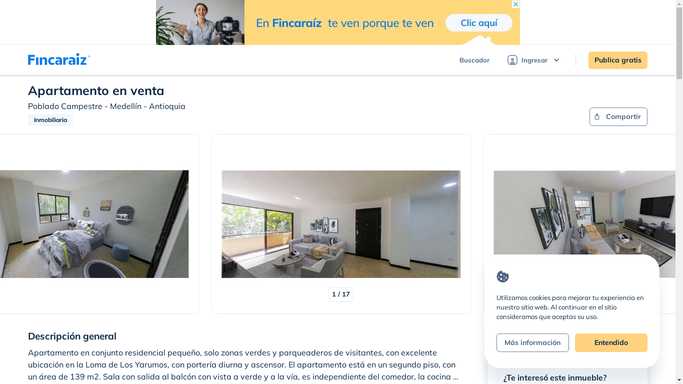 En Fincaraíz te ven porque te ven
Clic aquí
Fincaraiz
Buscador
Ingresar
Publica gratis
Apartamento en venta
Poblado Campestre - Medellín - Antioquia
Inmobiliaria
Compartir
1 / 17
Utilizamos cookies para mejorar tu experiencia en
nuestro sitio web. Al continuar en el sitio
consideramos que aceptas su uso.
Más información
Entendido
Descripción general
Apartamento en conjunto residencial pequeño, solo zonas verdes y parqueaderos de visitantes, con excelente
ubicación en la Loma de Los Yarumos, con portería diurna y ascensor. El apartamento está en un segundo piso, con
un área de 139 m2. Sala con salida al balcón con vista a verde y a la vía, es independiente del comedor, la cocina ...
¿Te interesó este inmueble?